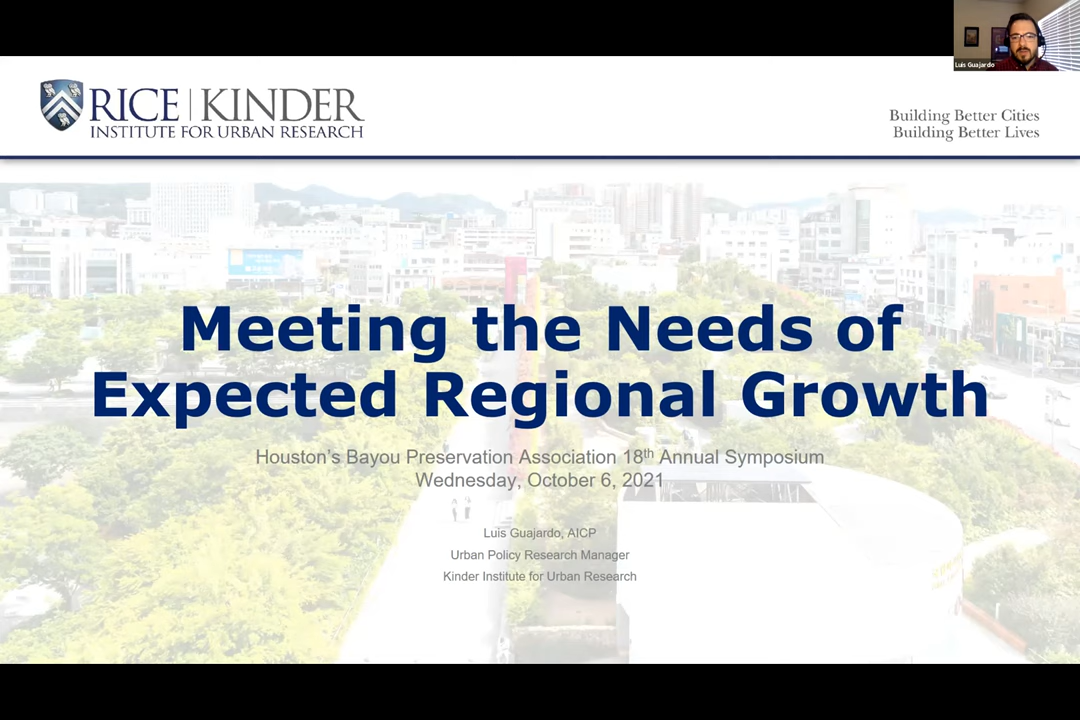 Luis Guajardo
RICE | KINDER
INSTITUTE FOR URBAN RESEARCH
Building Better Cities
Building Better Lives
Meeting the Needs of
Expected Regional Growth
Houston's Bayou Preservation Association 18th Annual Symposium
Wednesday, October 6, 2021
Luis Guajardo, AICP
Urban Policy Research Manager
Kinder Institute for Urban Research